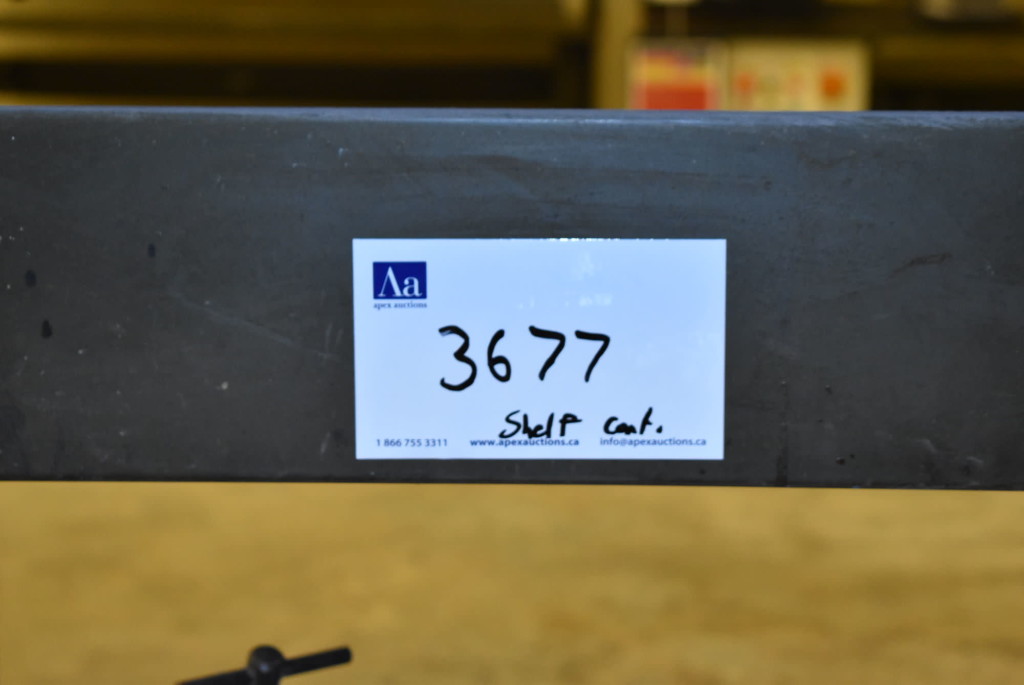 Aa
apex auctions
3677
Shelf cont.
1 866 755 3311 www.apexauctions.ca info@apexauctions.ca